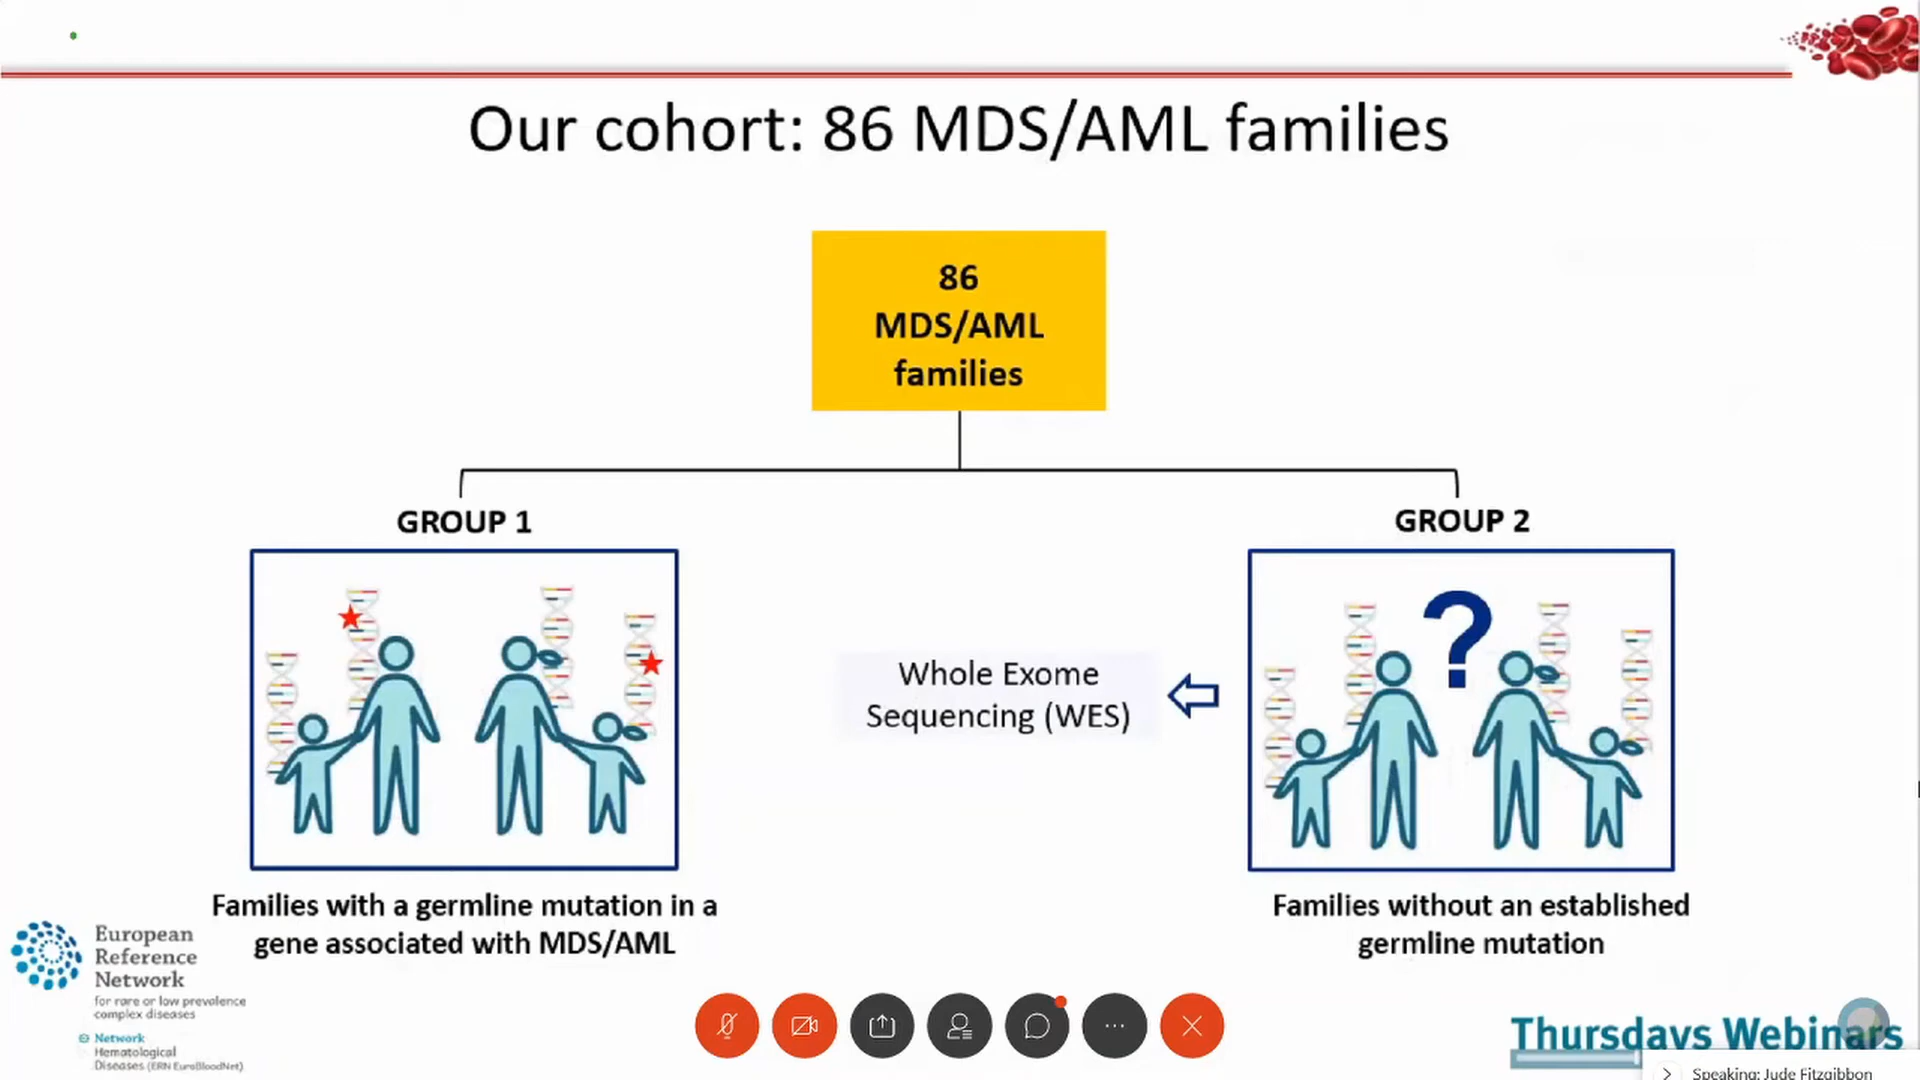 Our cohort: 86 MDS/AML families
86
MDS/AML
families
GROUP 1
GROUP 2
?
Whole Exome
Sequencing (WES)
Families with a germline mutation in a
gene associated with MDS/AML
Families without an established
germline mutation
European
Reference
Network
for rare or low prevalence
complex diseases
Network
Hematological
Diseases (ERN EuroBloodNet)
Thursdays Webinars
Speaking: Jude Fitzgibbon